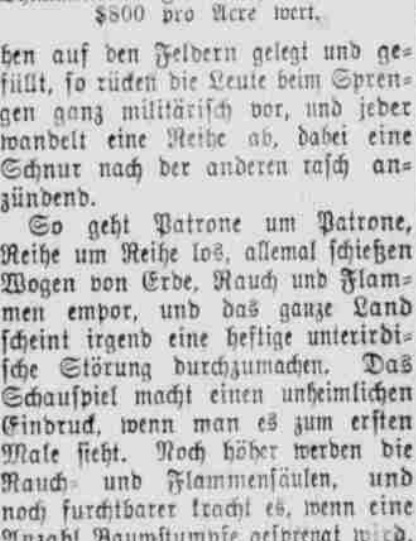 $800 pro Acre wert.
ben auf den Feldern gelegt und ge=
füllt, so rücken die Leute beim Spren=
gen ganz militärisch vor, und jeder
wandelt eine Reihe ab, dabei eine
Schnur nach der anderen rasch an=
zündend.
So geht Patrone um Patrone,
Reihe um Reihe los, allemal schießen
Wogen von Erde, Rauch und Flam=
men empor, und das ganze Land
scheint irgend eine heftige unterirdi=
sche Störung durchzumachen. Das
Schauspiel macht einen unheimlichen
Eindruck, wenn man es zum ersten
Male sieht. Noch höher werden die
Rauch= und Flammensäulen, und
noch furchtbarer kracht es, wenn eine
Anzahl Baumstumpfe gesprengt wird,